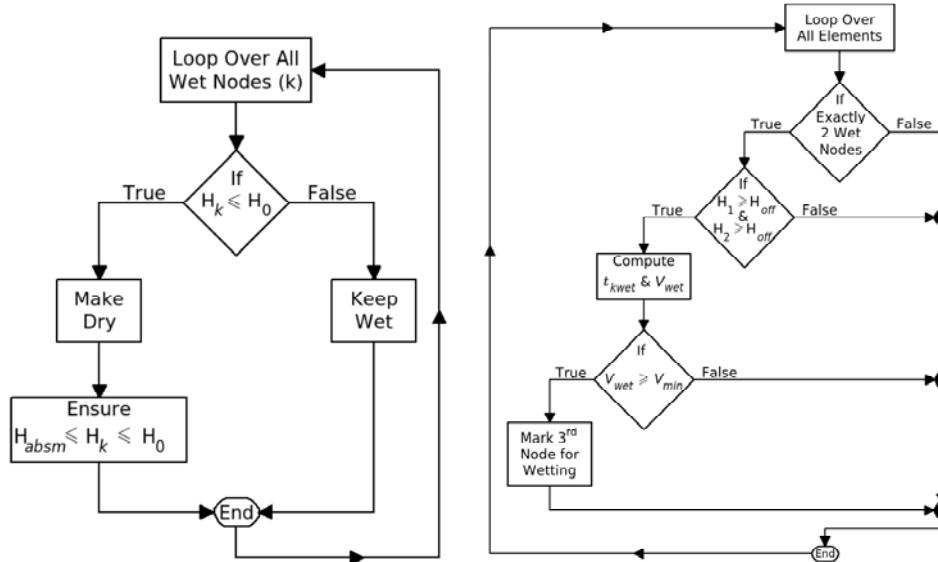 Loop Over All
Wet Nodes (k)
If
H_k ≤ H_0
True
False
Make
Dry
Keep
Wet
Ensure
H_absm ≤ H_k ≤ H_0
End
Loop Over
All Elements
If
Exactly
2 Wet
Nodes
True
False
If
H_1 ⩾ H_off
&
H_2 ⩾ H_off
True
False
Compute
t_kwet & V_wet
If
V_wet ⩾ V_min
True
False
Mark 3rd
Node for
Wetting
End